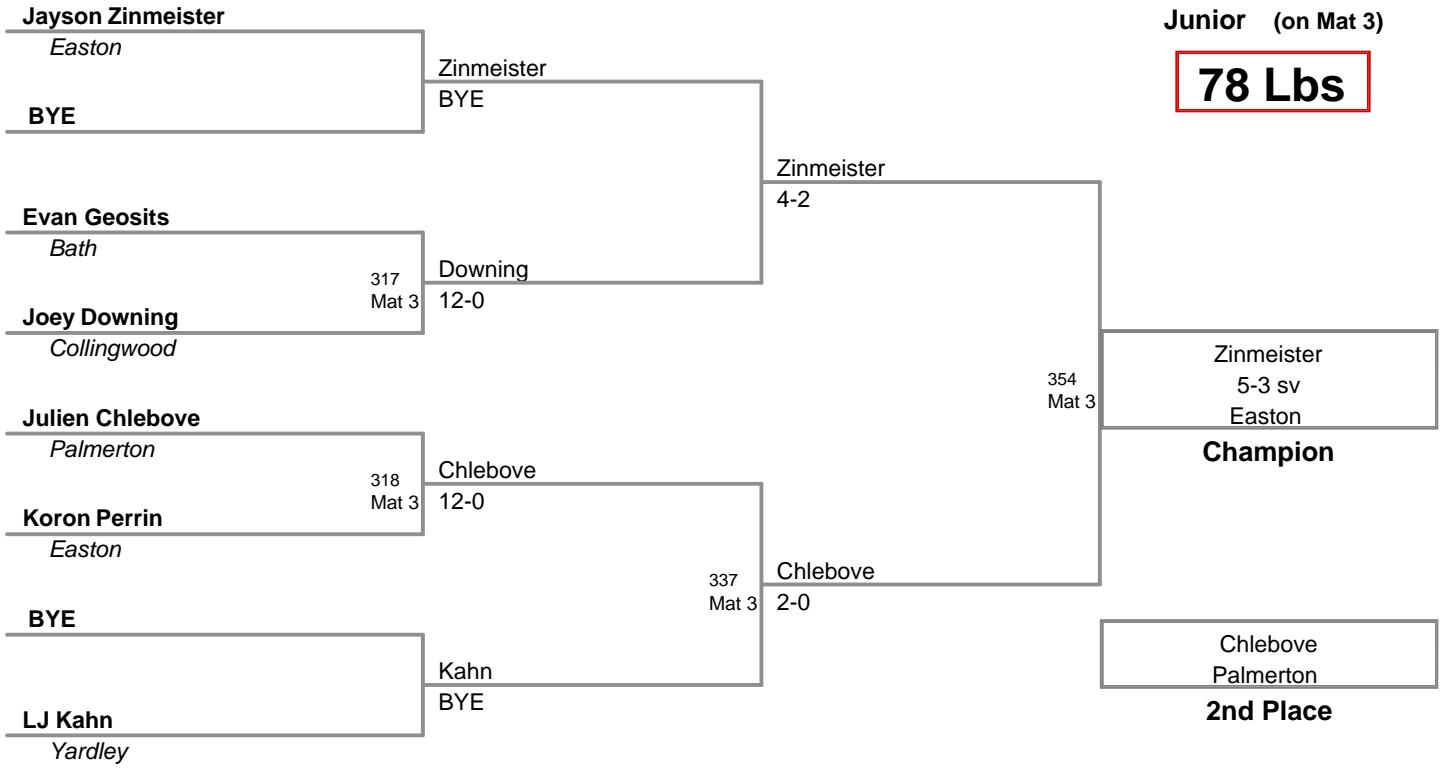 Jayson Zinmeister
Easton
BYE
Zinmeister
BYE
Evan Geosits
Bath
Joey Downing
Collingwood
317
Mat 3
Downing
12-0
Zinmeister
4-2
Julien Chlebove
Palmerton
Koron Perrin
Easton
318
Mat 3
Chlebove
12-0
BYE
LJ Kahn
Yardley
Kahn
BYE
337
Mat 3
Chlebove
2-0
354
Mat 3
Junior (on Mat 3)
78 Lbs
Zinmeister
5-3 sv
Easton
Champion
Chlebove
Palmerton
2nd Place